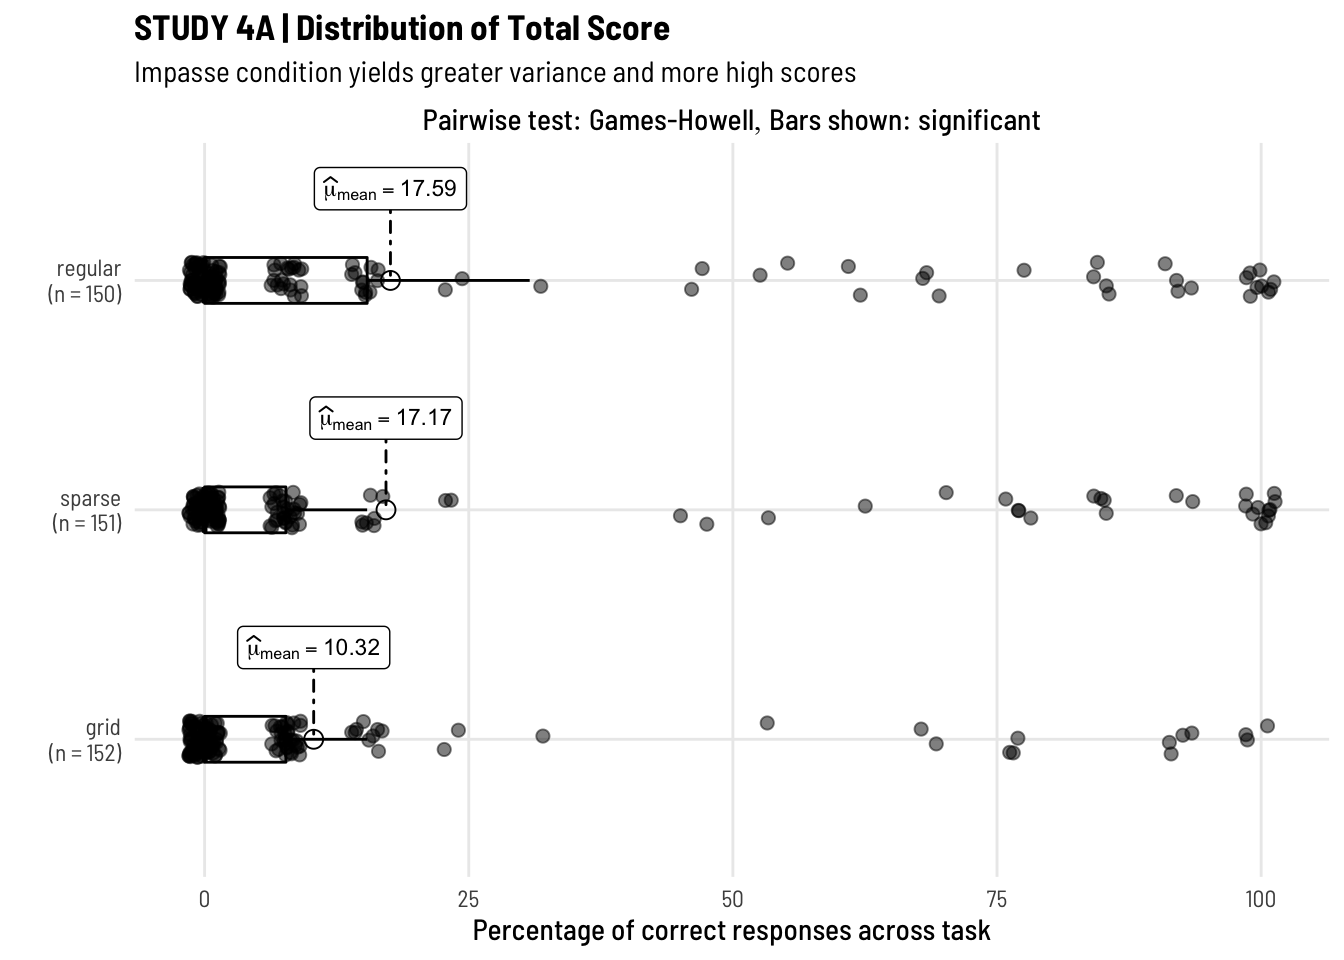 STUDY 4A | Distribution of Total Score
Impasse condition yields greater variance and more high scores
Pairwise test: Games-Howell, Bars shown: significant
μ̂mean = 17.59
regular
(n = 150)
μ̂mean = 17.17
sparse
(n = 151)
μ̂mean = 10.32
grid
(n = 152)
0 25 50 75 100
Percentage of correct responses across task